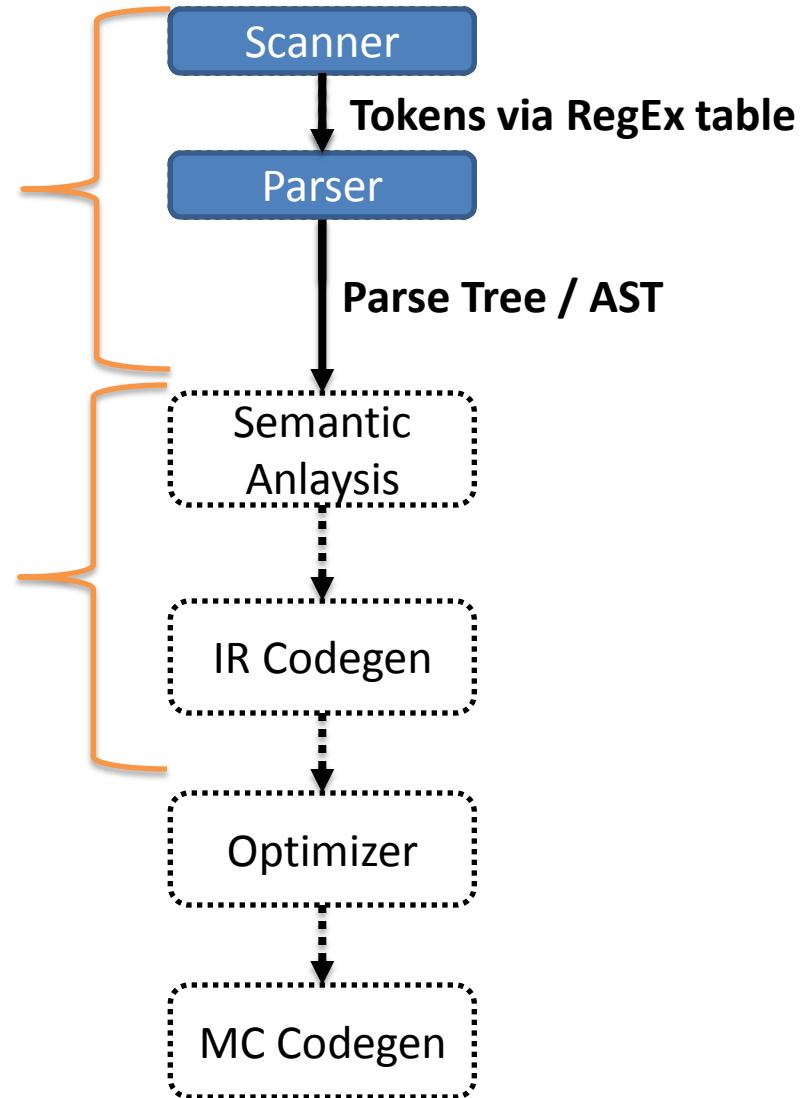 Scanner
Tokens via RegEx table
Parser
Parse Tree / AST
Semantic
Anlaysis
IR Codegen
Optimizer
MC Codegen